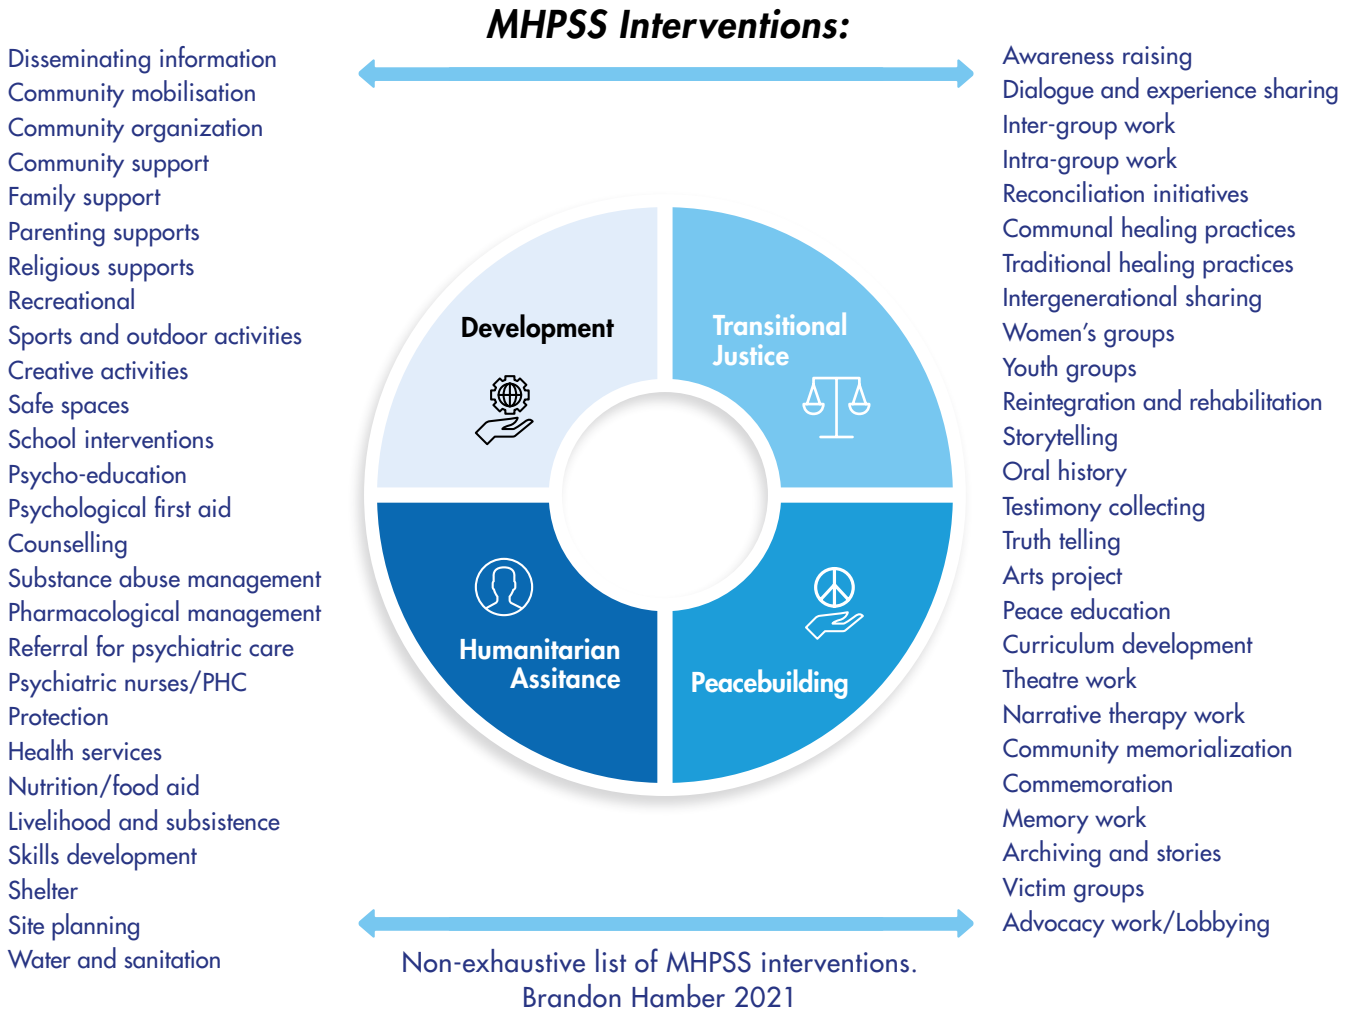 MHPSS Interventions:
Disseminating information
Community mobilisation
Community organization
Community support
Family support
Parenting supports
Religious supports
Recreational
Sports and outdoor activities
Creative activities
Safe spaces
School interventions
Psycho-education
Psychological first aid
Counselling
Substance abuse management
Pharmacological management
Referral for psychiatric care
Psychiatric nurses/PHC
Protection
Health services
Nutrition/food aid
Livelihood and subsistence
Skills development
Shelter
Site planning
Water and sanitation
Development
Transitional
Justice
Humanitarian
Assitance
Peacebuilding
Awareness raising
Dialogue and experience sharing
Inter-group work
Intra-group work
Reconciliation initiatives
Communal healing practices
Traditional healing practices
Intergenerational sharing
Women's groups
Youth groups
Reintegration and rehabilitation
Storytelling
Oral history
Testimony collecting
Truth telling
Arts project
Peace education
Curriculum development
Theatre work
Narrative therapy work
Community memorialization
Commemoration
Memory work
Archiving and stories
Victim groups
Advocacy work/Lobbying
Non-exhaustive list of MHPSS interventions.
Brandon Hamber 2021